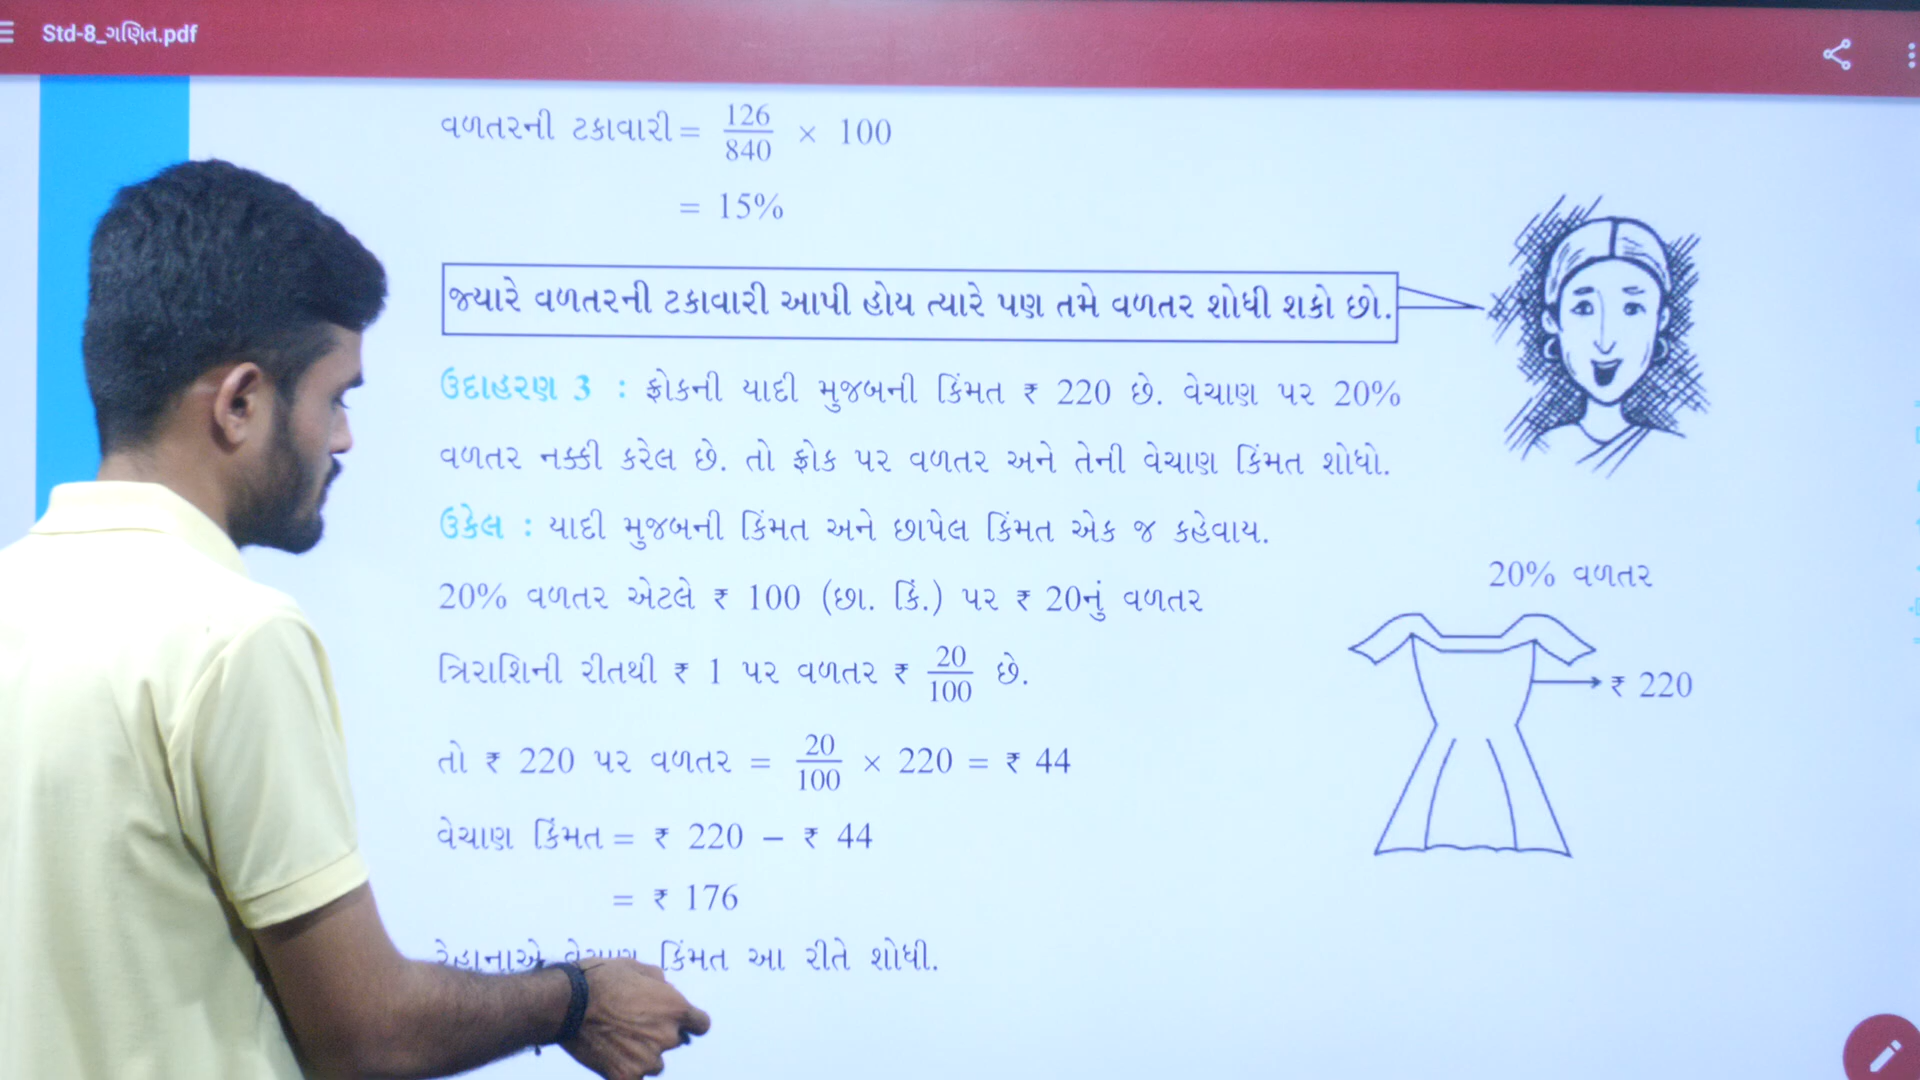 Std-8_ગણિત.pdf
વળતરની ટકાવારી = 126/840 × 100
= 15%
જ્યારે વળતરની ટકાવારી આપી હોય ત્યારે પણ તમે વળતર શોધી શકો છો.
ઉદાહરણ 3 : ફ્રોકની યાદી મુજબની કિંમત ₹ 220 છે. વેચાણ પર 20%
વળતર નક્કી કરેલ છે. તો ફ્રોક પર વળતર અને તેની વેચાણ કિંમત શોધો.
ઉકેલ : યાદી મુજબની કિંમત અને છાપેલ કિંમત એક જ કહેવાય.
20% વળતર એટલે ₹ 100 (છા. કિં.) પર ₹ 20નું વળતર
ત્રિરાશિની રીતથી ₹ 1 પર વળતર ₹ 20/100 છે.
તો ₹ 220 પર વળતર = 20/100 × 220 = ₹ 44
વેચાણ કિંમત = ₹ 220 – ₹ 44
= ₹ 176
રેહાનાએ વેચાણ કિંમત આ રીતે શોધી.
20% વળતર
₹ 220